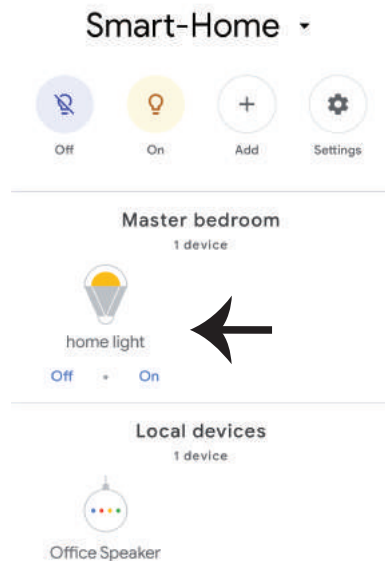 Smart-Home
Off On Add Settings
Master bedroom
1 device
home light
Off • On
Local devices
1 device
Office Speaker